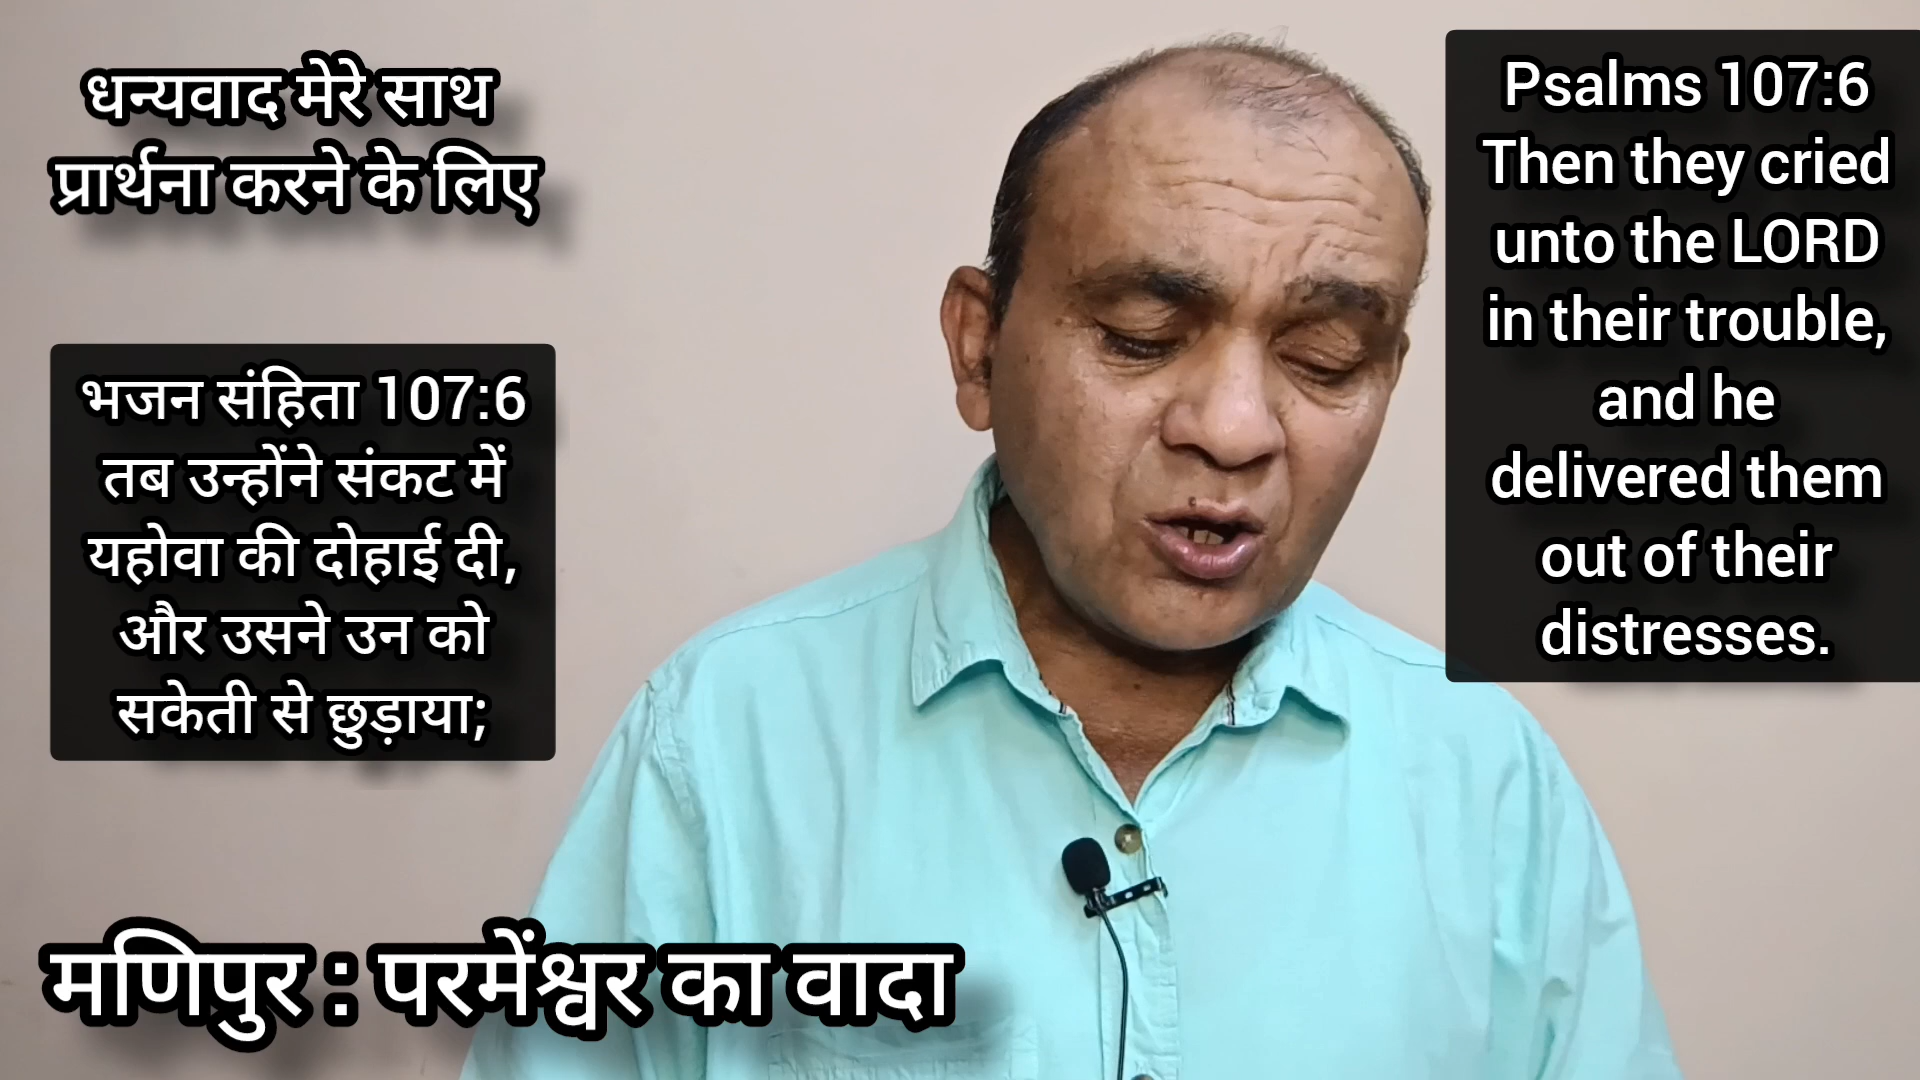 धन्यवाद मेरे साथ
प्रार्थना करने के लिए
भजन संहिता 107:6
तब उन्होंने संकट में
यहोवा की दोहाई दी,
और उसने उन को
सकेती से छुड़ाया;
Psalms 107:6
Then they cried
unto the LORD
in their trouble,
and he
delivered them
out of their
distresses.
मणिपुर : परमेंश्वर का वादा